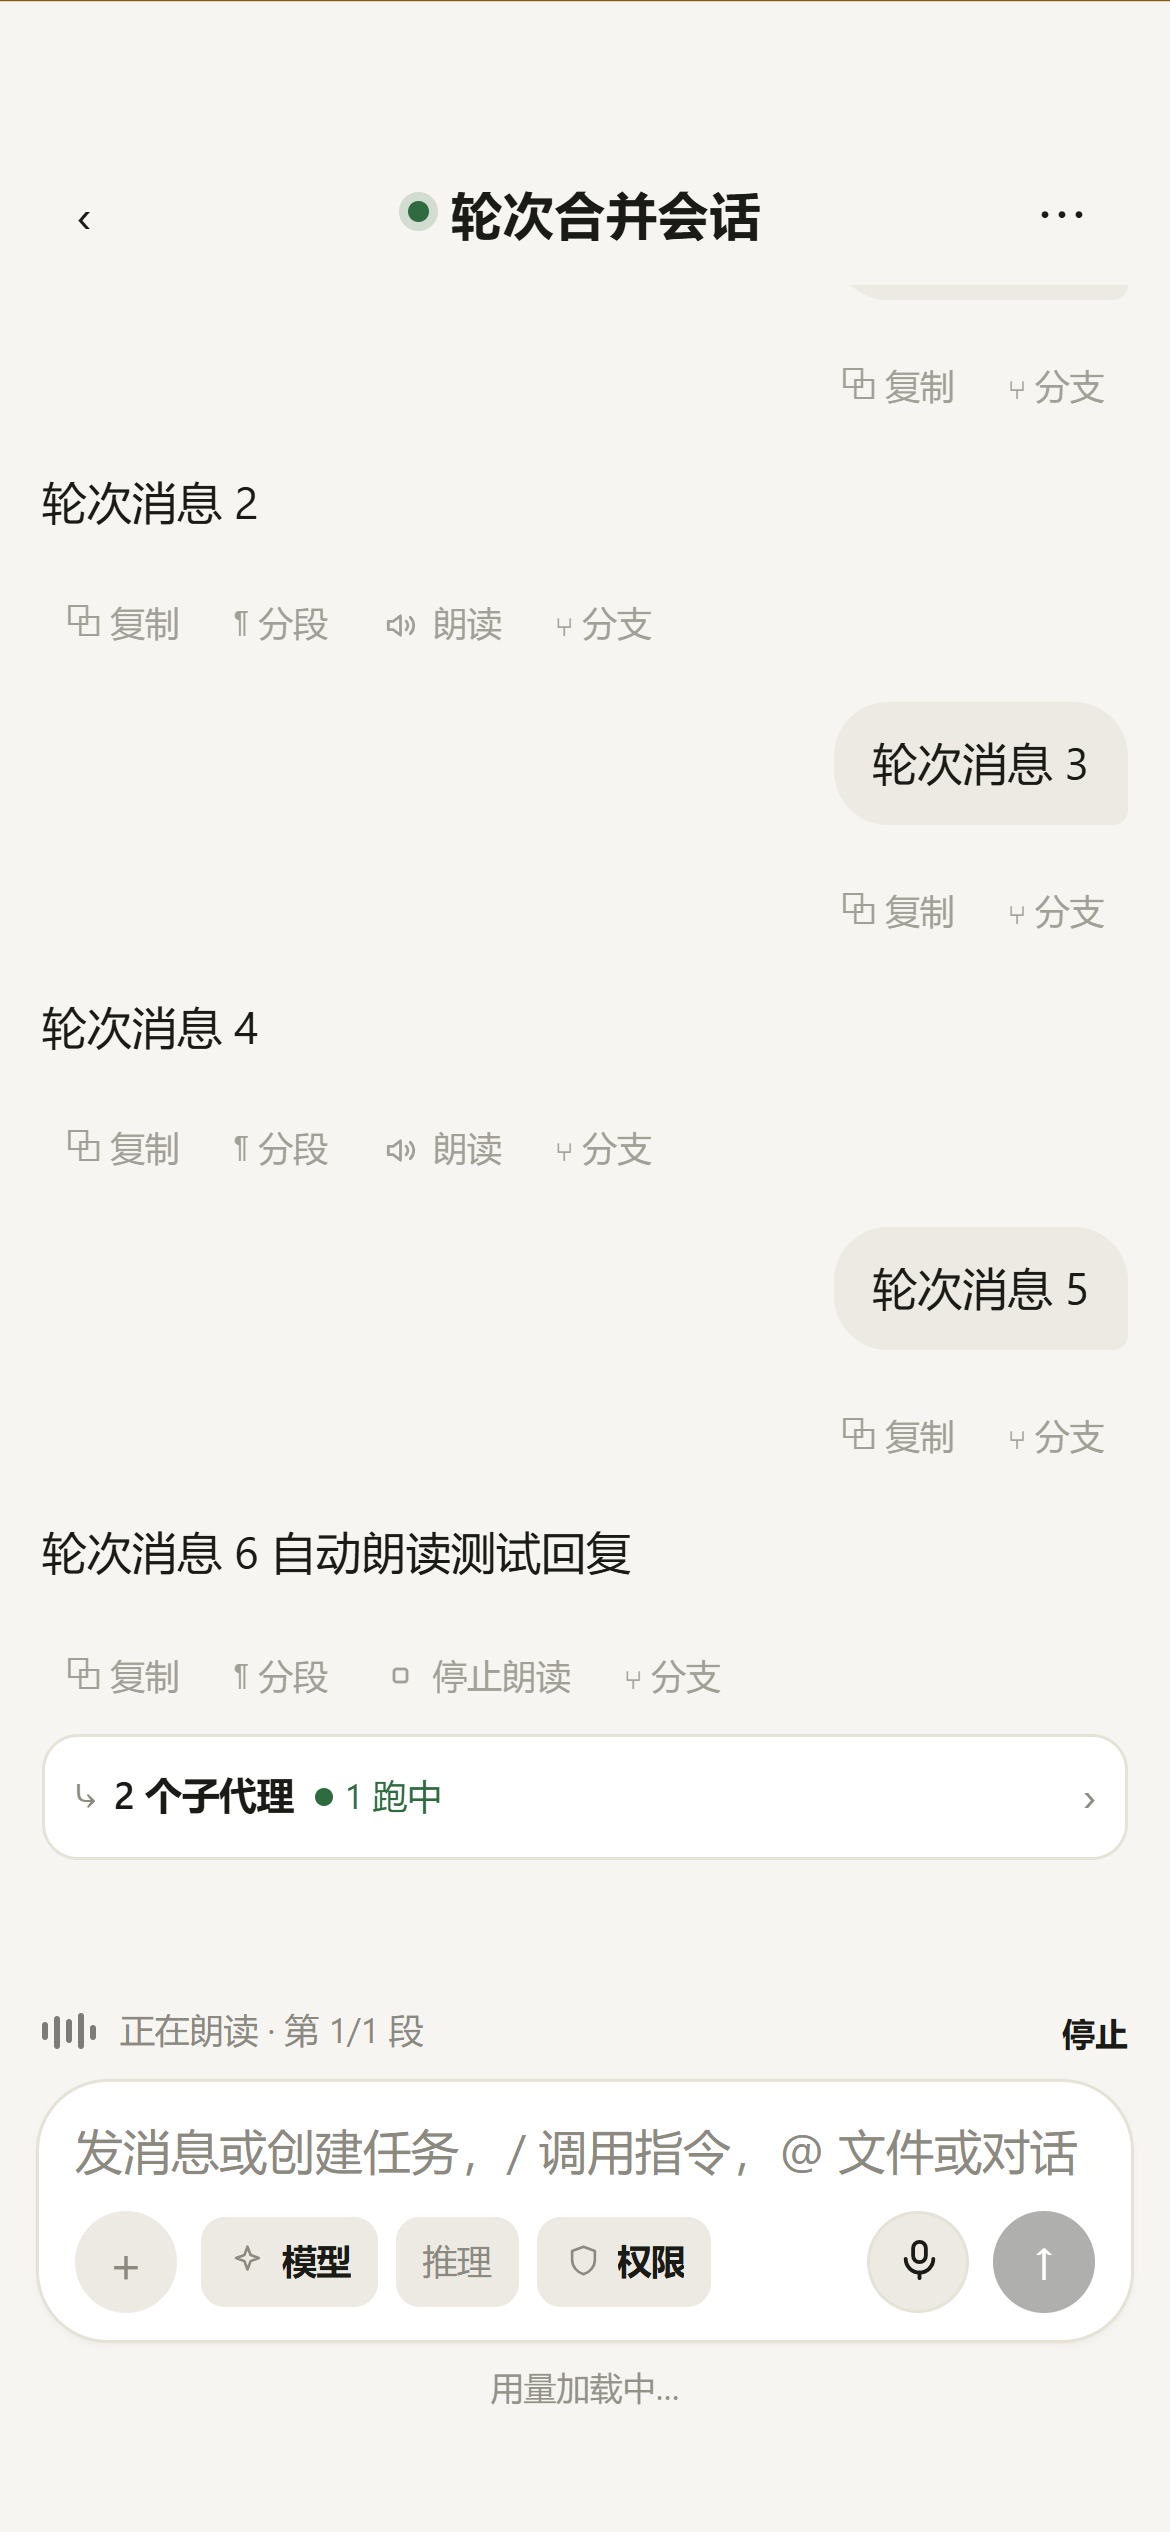 轮次合并会话
复制 分支
轮次消息 2
复制 分段 朗读 分支
轮次消息 3
复制 分支
轮次消息 4
复制 分段 朗读 分支
轮次消息 5
复制 分支
轮次消息 6 自动朗读测试回复
复制 分段 停止朗读 分支
2 个子代理 1 跑中
正在朗读 · 第 1/1 段 停止
发消息或创建任务，/ 调用指令，@ 文件或对话
模型 推理 权限
用量加载中...